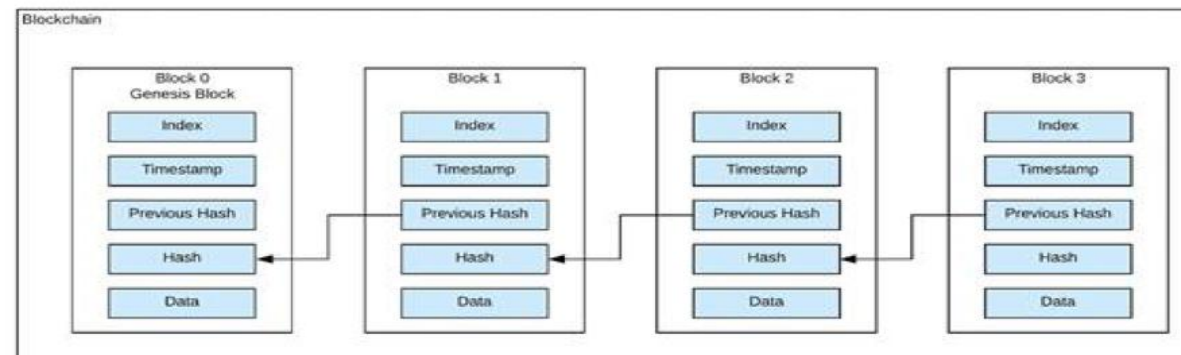 Blockchain
Block 0
Genesis Block
Index
Timestamp
Previous Hash
Hash
Data
Block 1
Index
Timestamp
Previous Hash
Hash
Data
Block 2
Index
Timestamp
Previous Hash
Hash
Data
Block 3
Index
Timestamp
Previous Hash
Hash
Data